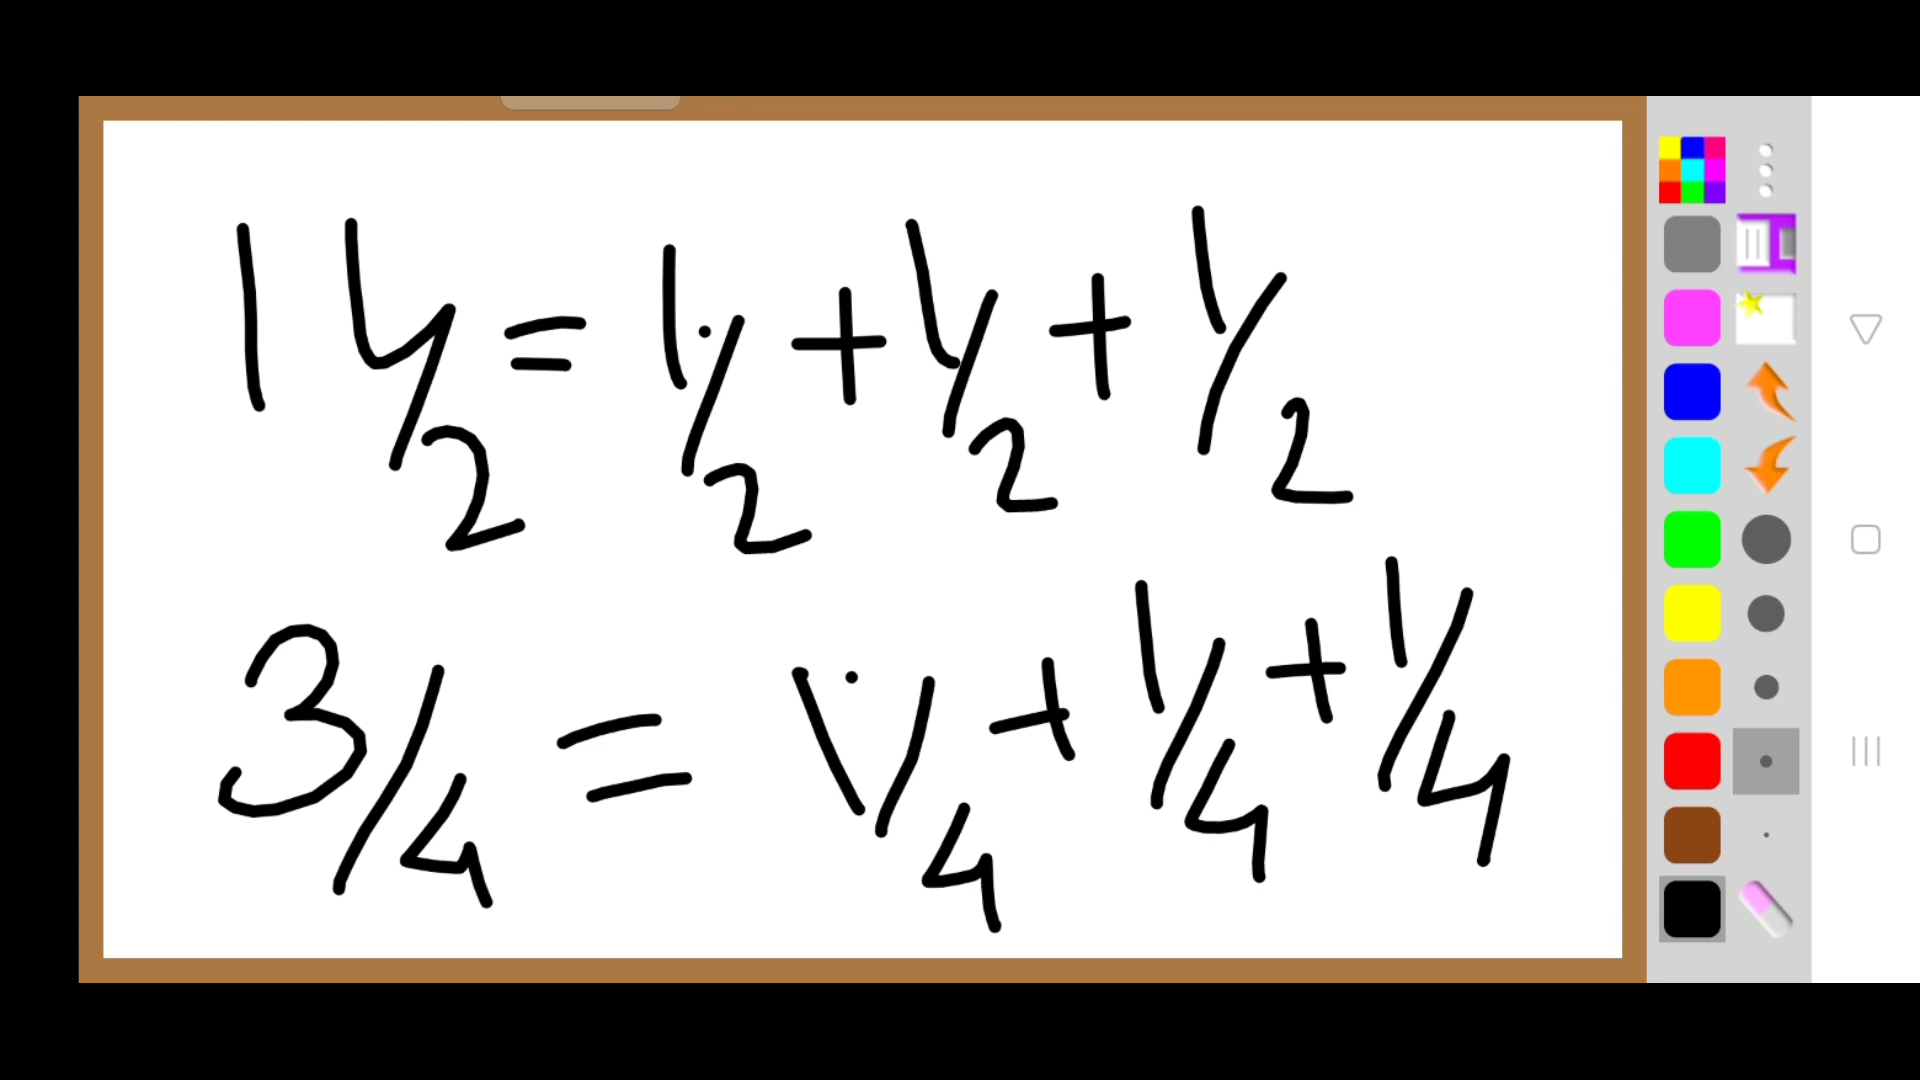 1 1/2 = 1/2 + 1/2 + 1/2
3/4 = 1/4 + 1/4 + 1/4